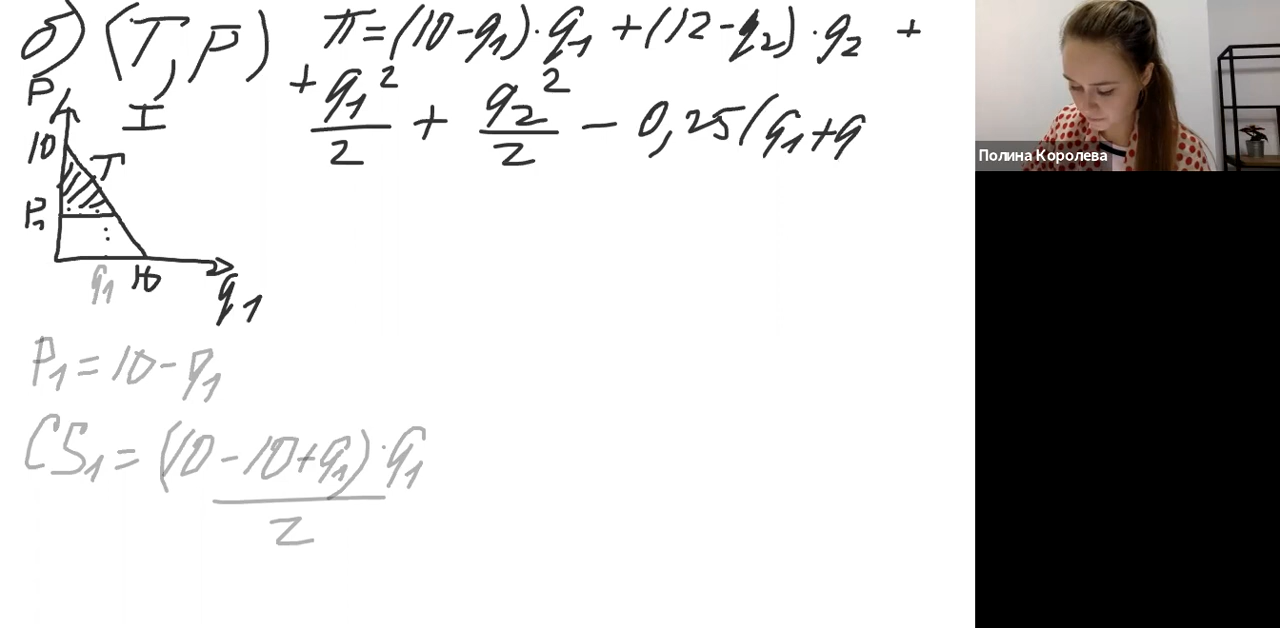 б) (T, P) π=(10-q₁)·q₁ +(12-q₂)·q₂ +
+ q₁²/2 + q₂²/2 - 0,25(q₁+q
P
I
10
T
P₁
q₁ 10
q₁
P₁ = 10 - q₁
CS₁ = (10-10+q₁)·q₁
2
Полина Королева